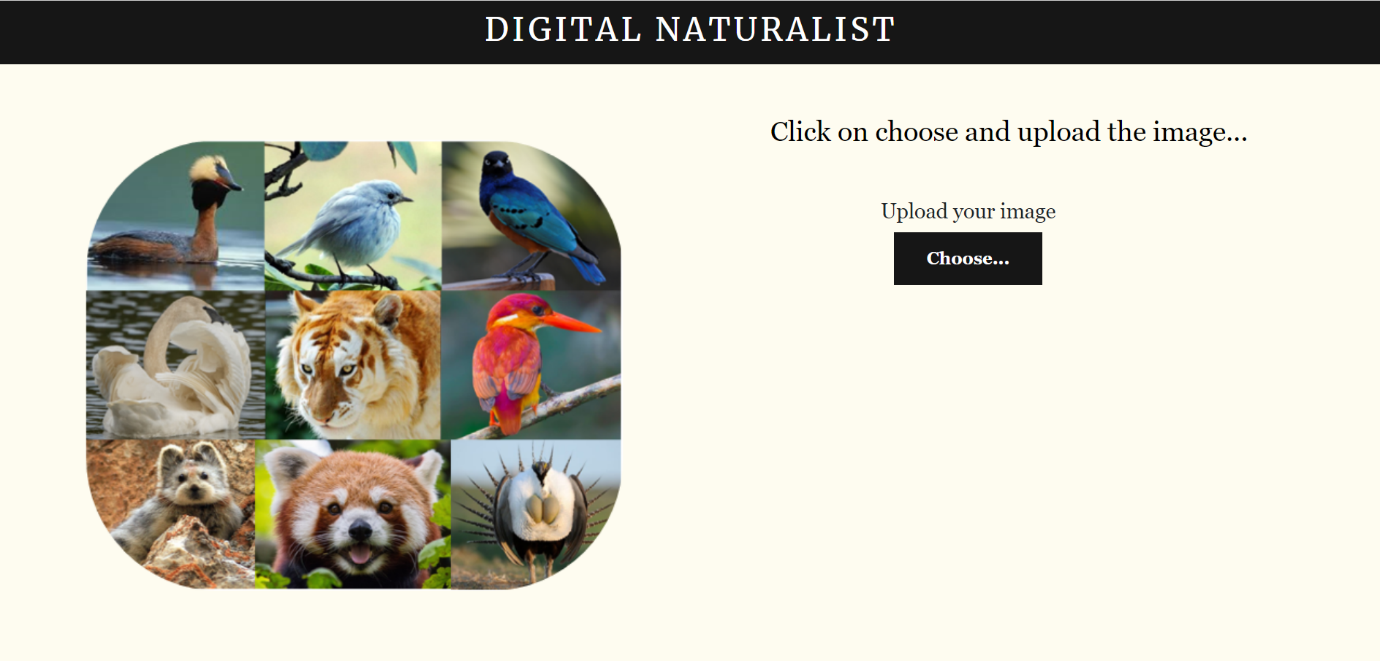 DIGITAL NATURALIST
Click on choose and upload the image...
Upload your image
Choose...